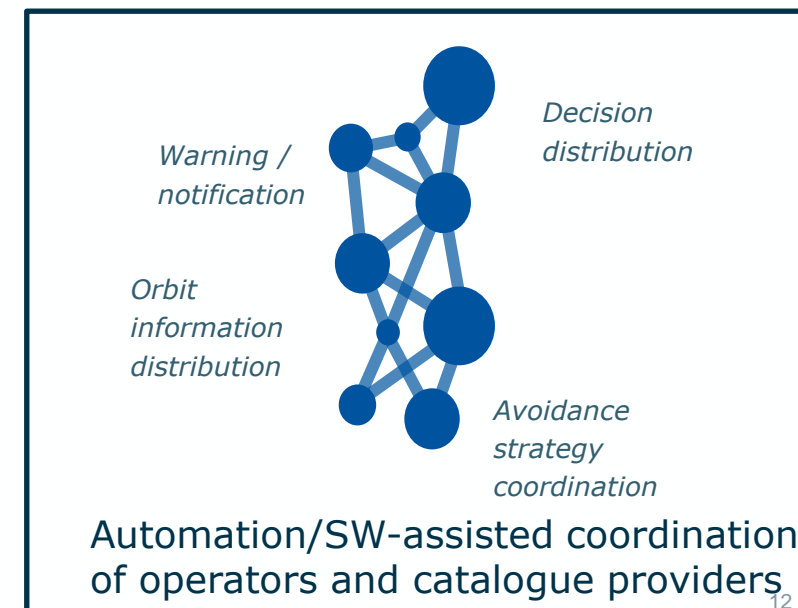 Decision
distribution
Warning /
notification
Orbit
information
distribution
Avoidance
strategy
coordination
Automation/SW-assisted coordination
of operators and catalogue providers
12